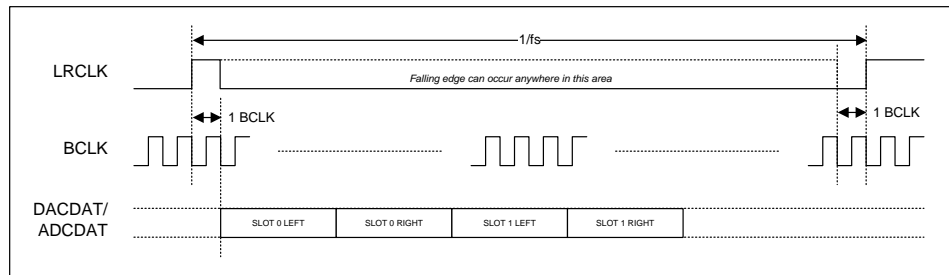 1/fs
LRCLK
Falling edge can occur anywhere in this area
1 BCLK
1 BCLK
BCLK
DACDAT/
ADCDAT
SLOT 0 LEFT
SLOT 0 RIGHT
SLOT 1 LEFT
SLOT 1 RIGHT